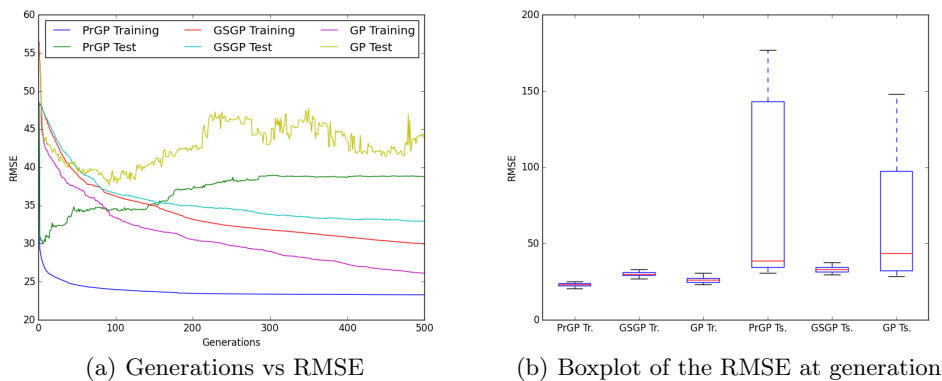 60
55
50
45
40
35
30
25
20
RMSE
PrGP Training
GSGP Training
GP Training
PrGP Test
GSGP Test
GP Test
0
100
200
300
400
500
Generations
200
150
100
50
0
RMSE
PrGP Tr.
GSGP Tr.
GP Tr.
PrGP Ts.
GSGP Ts.
GP Ts.
(a) Generations vs RMSE
(b) Boxplot of the RMSE at generation